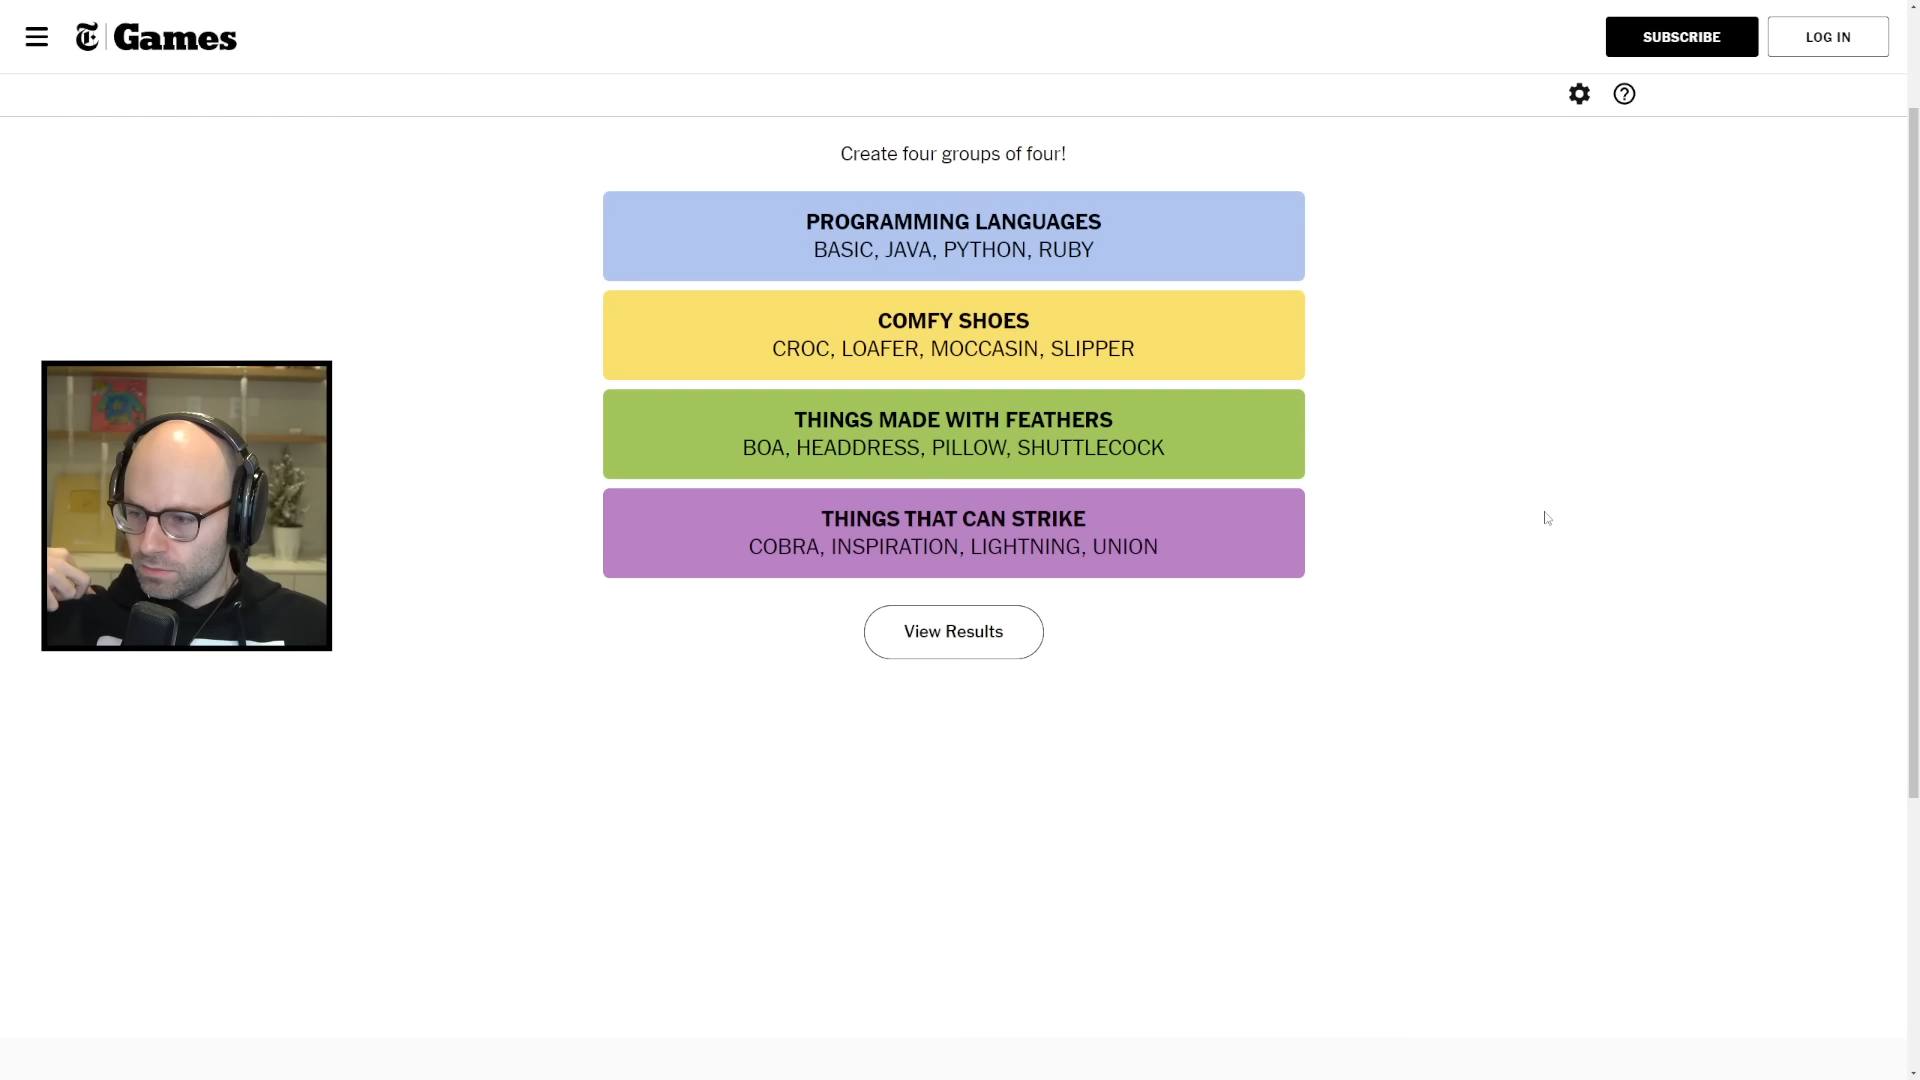 T Games
SUBSCRIBE
LOG IN
Create four groups of four!
PROGRAMMING LANGUAGES
BASIC, JAVA, PYTHON, RUBY
COMFY SHOES
CROC, LOAFER, MOCCASIN, SLIPPER
THINGS MADE WITH FEATHERS
BOA, HEADDRESS, PILLOW, SHUTTLECOCK
THINGS THAT CAN STRIKE
COBRA, INSPIRATION, LIGHTNING, UNION
View Results